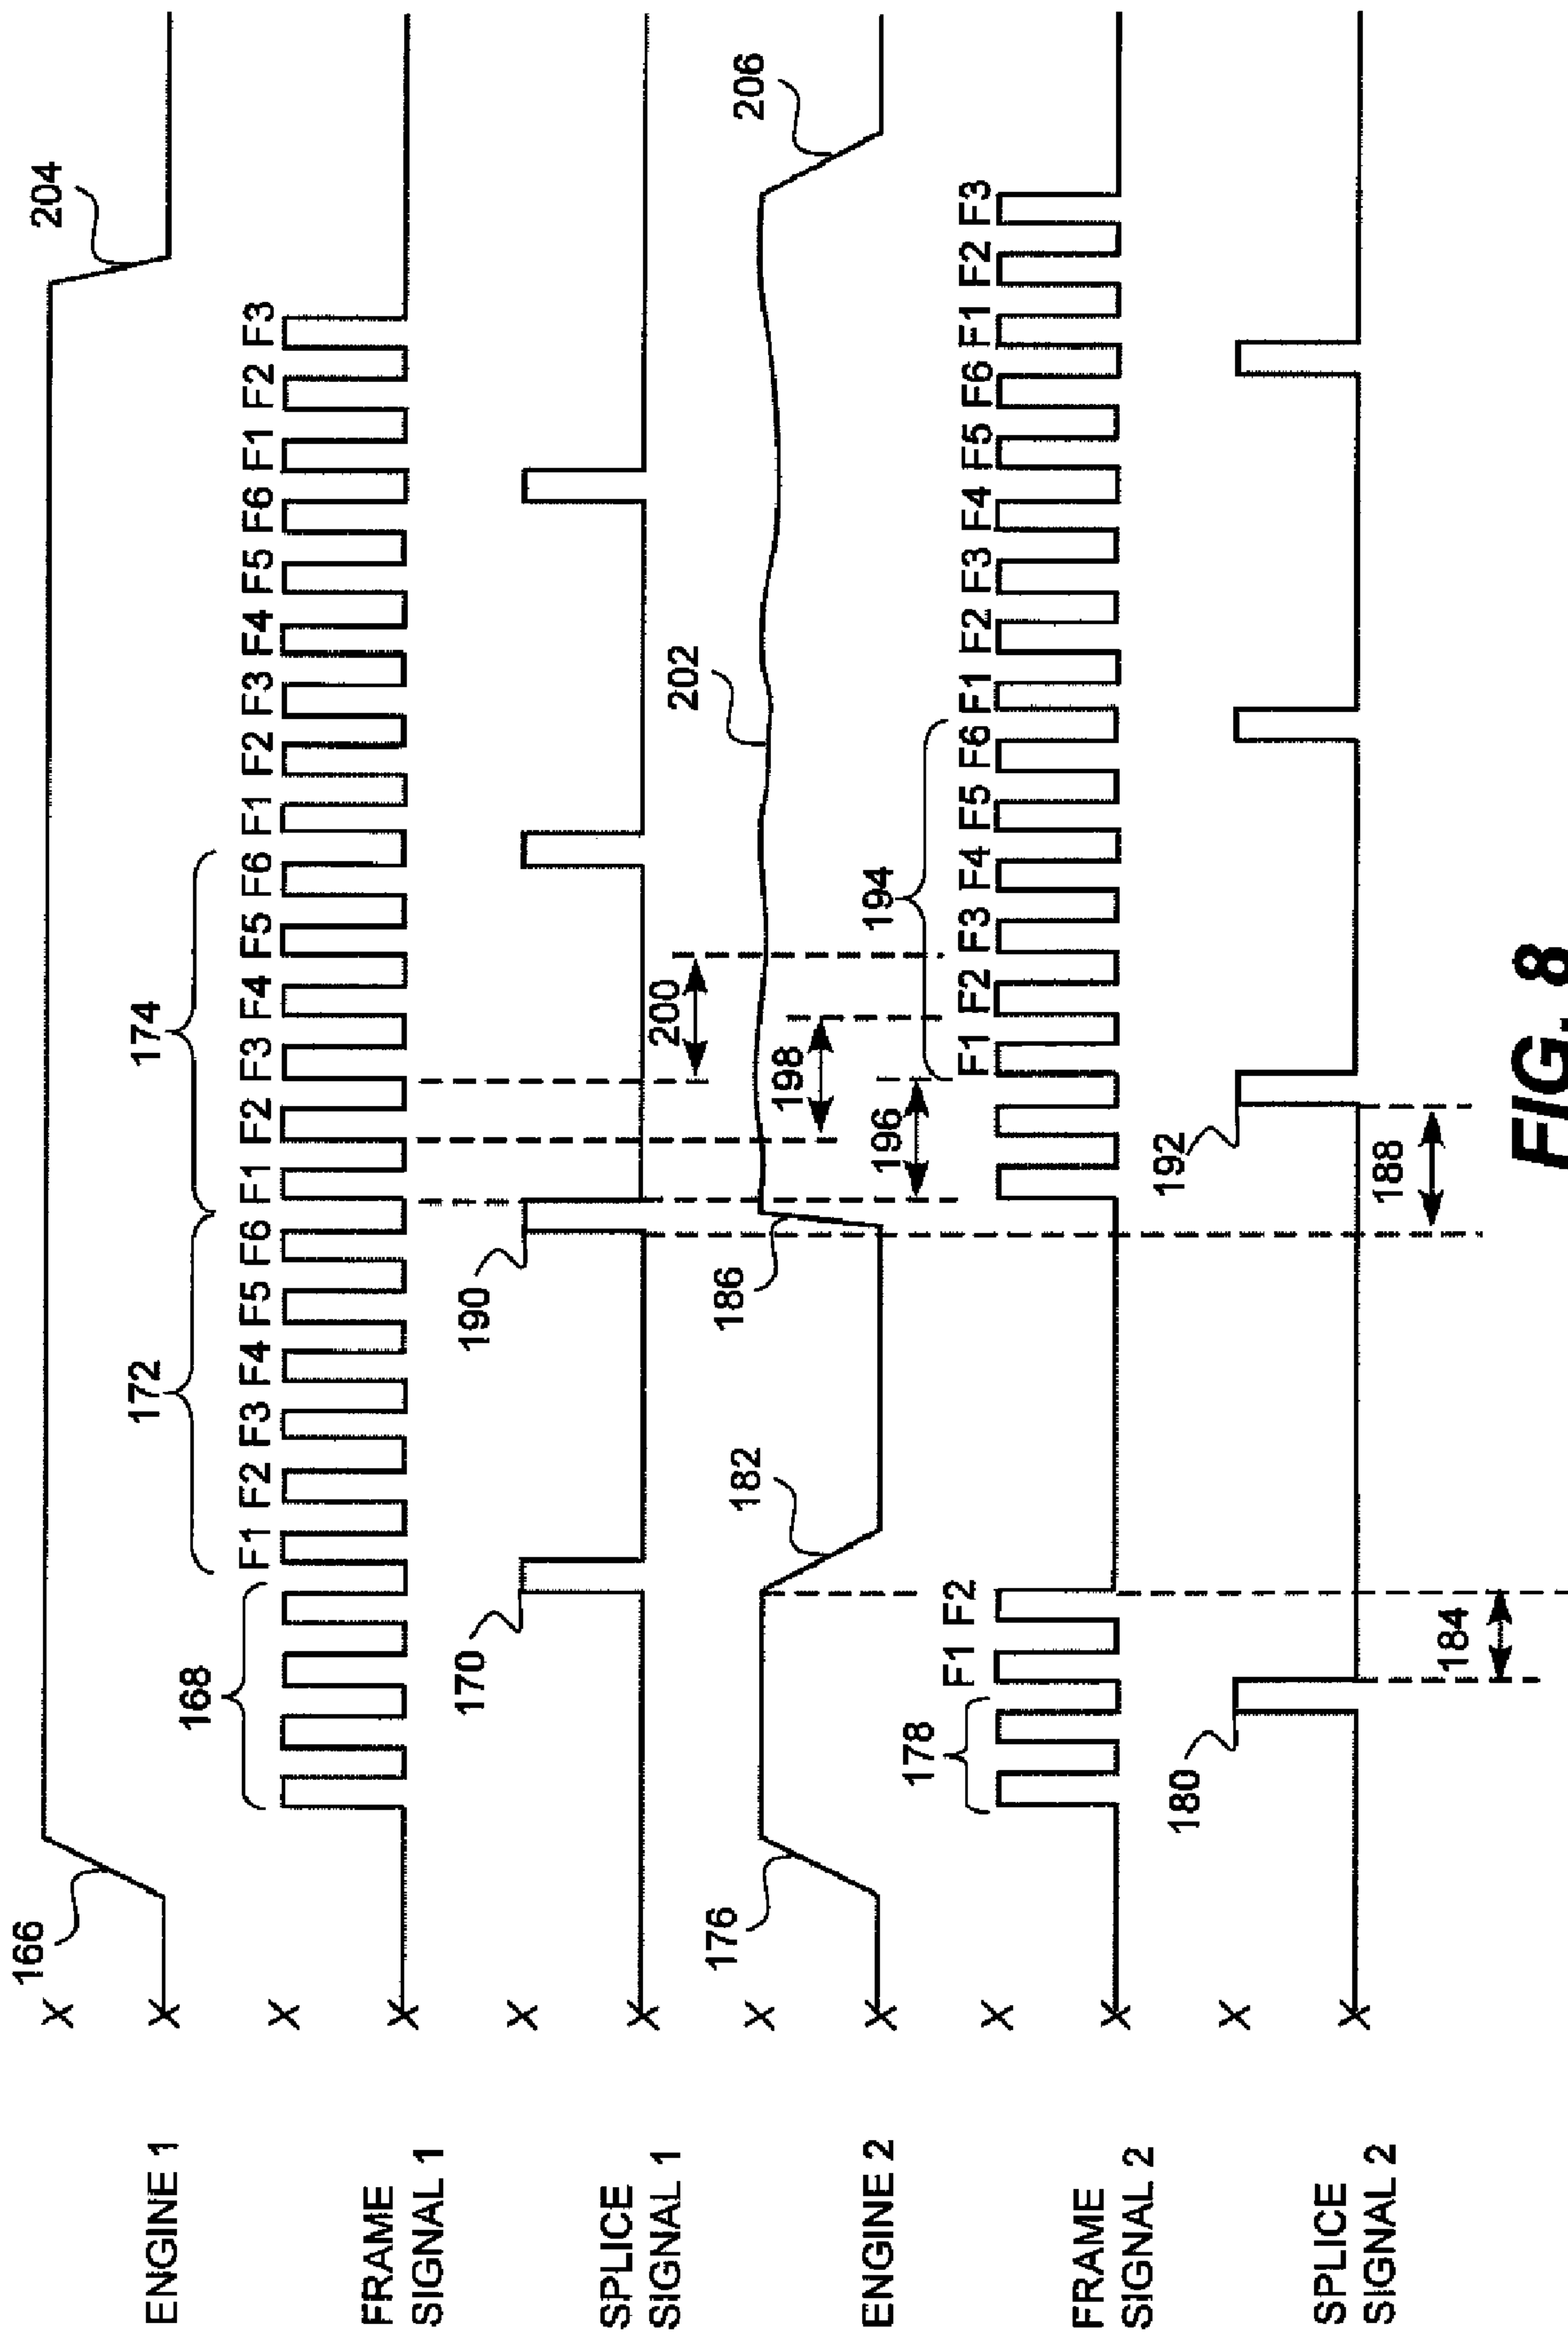 166
204
X
ENGINE 1
X
172
174
168
F1 F2 F3 F4 F5 F6 F1 F2 F3 F4 F5 F6 F1 F2 F3 F4 F5 F6 F1 F2 F3
X
FRAME
SIGNAL 1
X
170
190
X
SPLICE
SIGNAL 1
X
200
202
176
182
186
198
206
X
ENGINE 2
X
196
194
178
F1 F2
F1 F2 F3 F4 F5 F6 F1 F2 F3 F4 F5 F6 F1 F2 F3
X
FRAME
SIGNAL 2
X
180
192
X
SPLICE
SIGNAL 2
X
184
188
FIG. 8